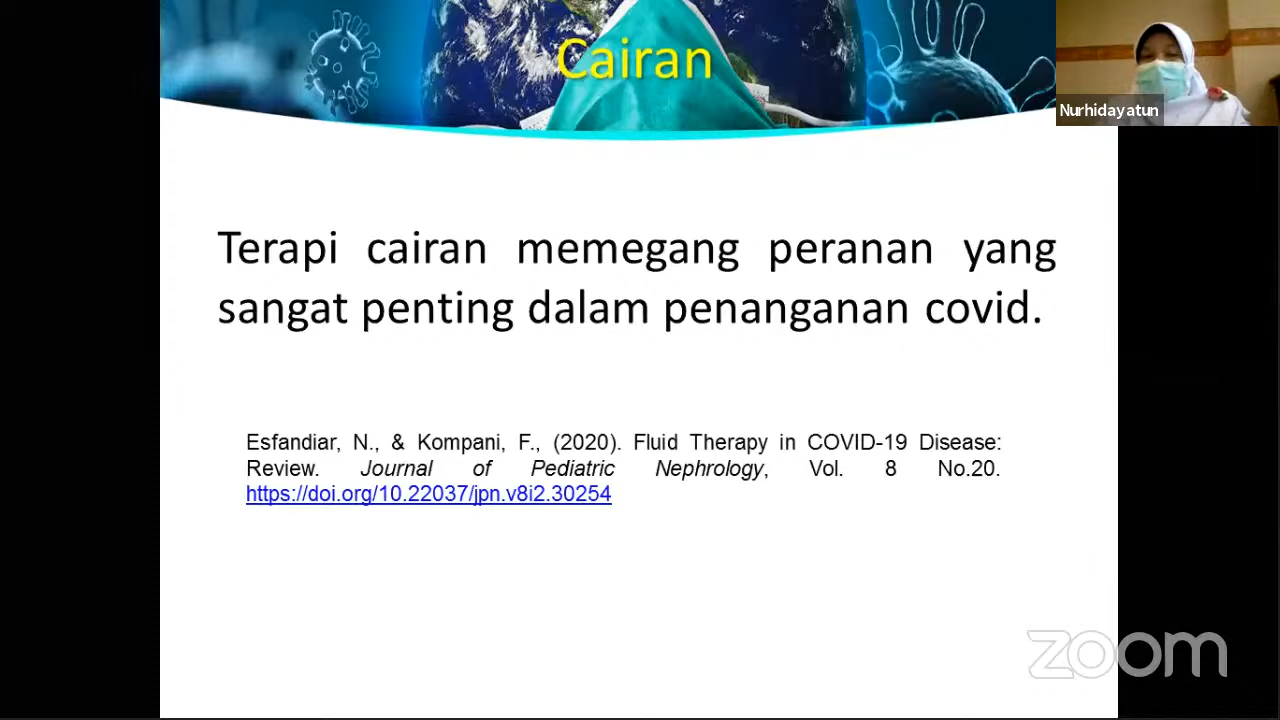 Cairan
Nurhidayatun
Terapi cairan memegang peranan yang
sangat penting dalam penanganan covid.
Esfandiar, N., & Kompani, F., (2020). Fluid Therapy in COVID-19 Disease:
Review. Journal of Pediatric Nephrology, Vol. 8 No.20.
https://doi.org/10.22037/jpn.v8i2.30254
zoom